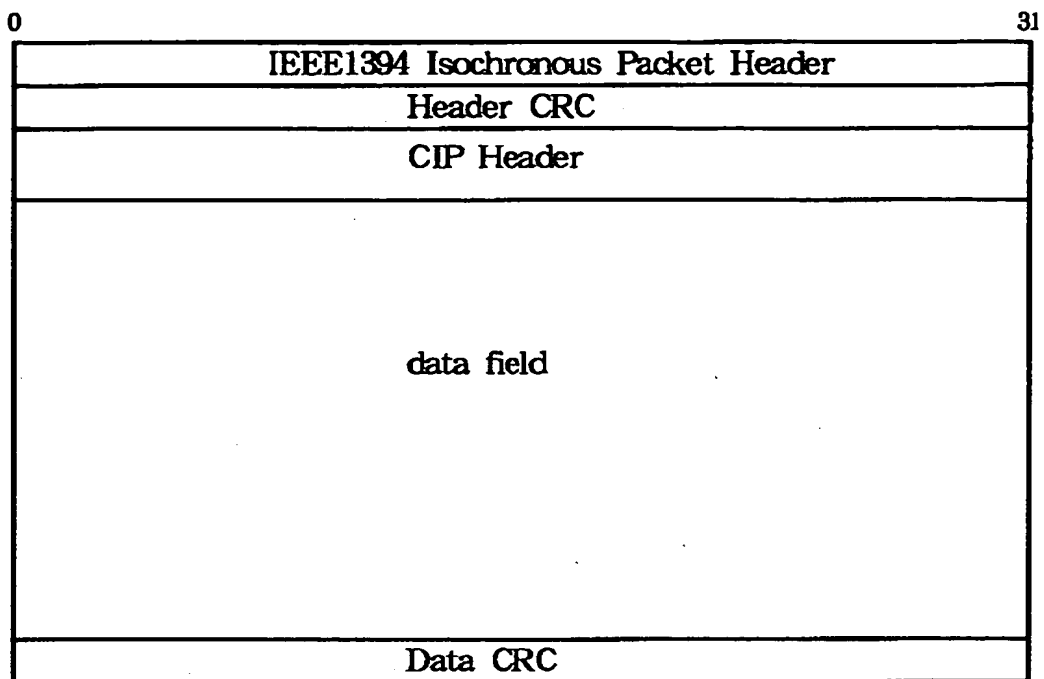 0 31
IEEE1394 Isochronous Packet Header
Header CRC
CIP Header
data field
Data CRC